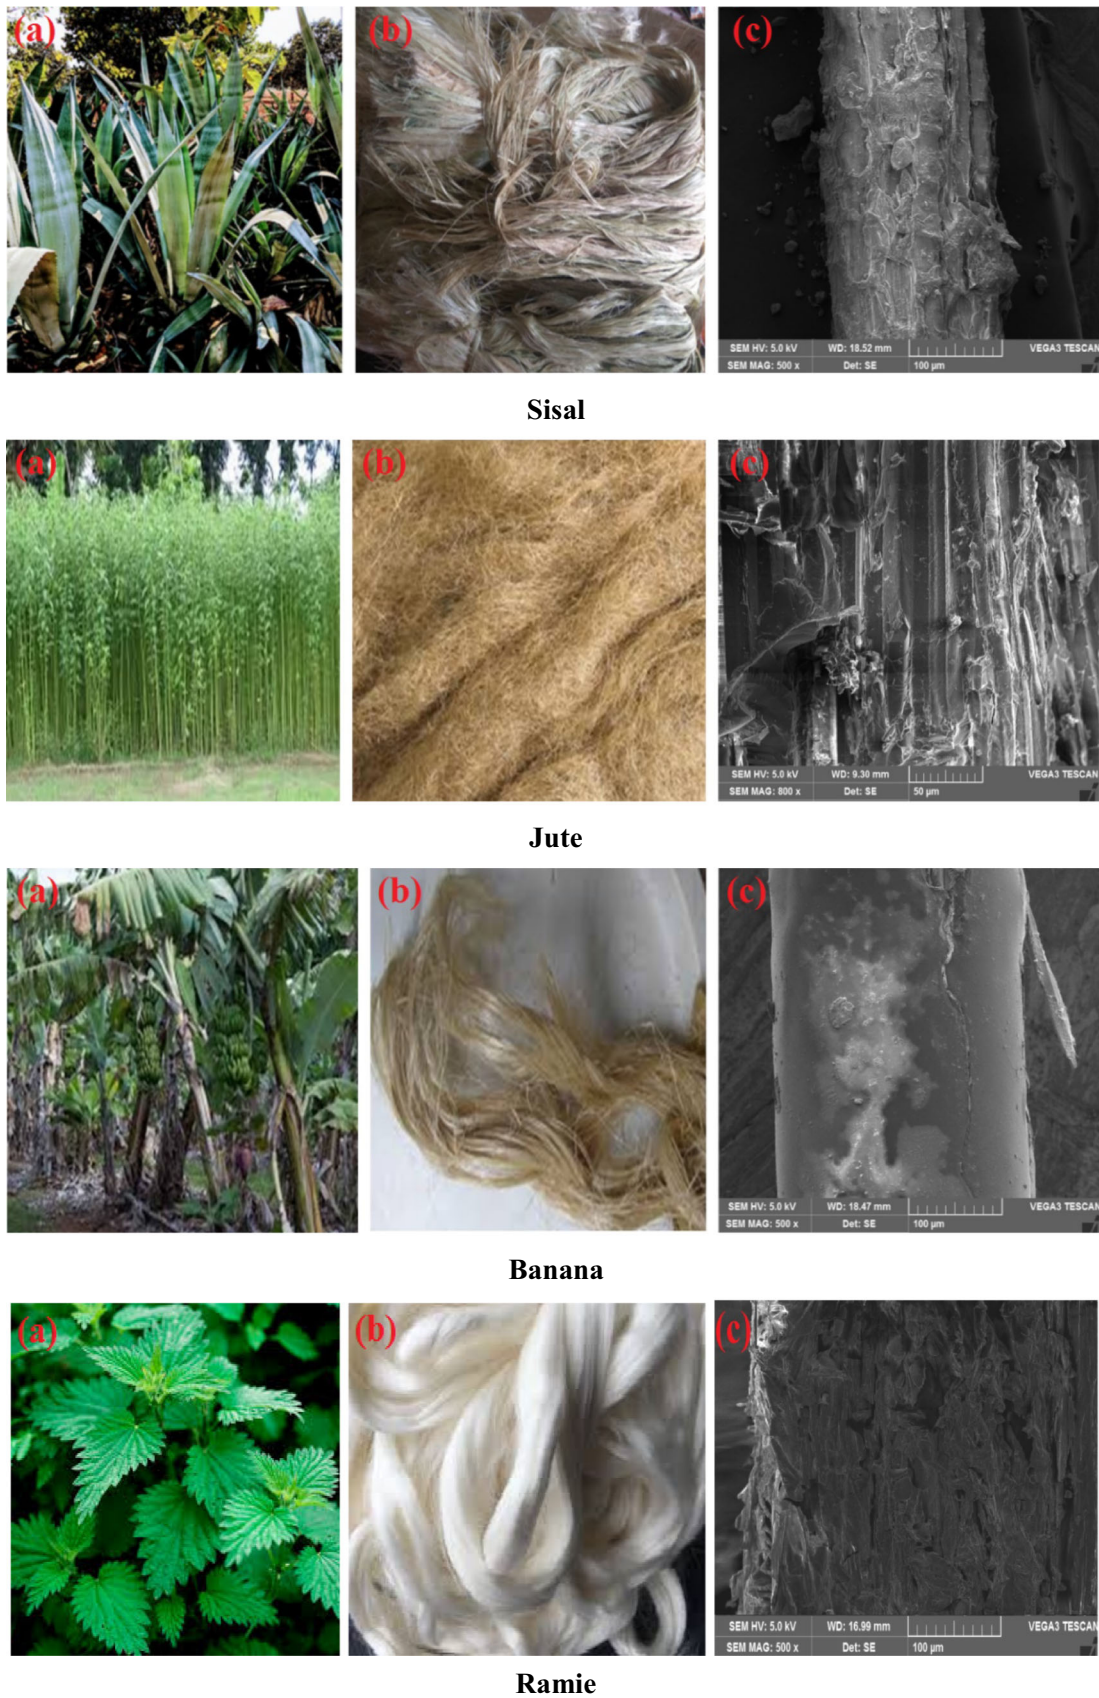 (a) (b) (c)
SEM HV: 5.0 kV WD: 18.52 mm VEGA3 TESCAN
SEM MAG: 500 x Det: SE 100 µm
Sisal
(a) (b) (c)
SEM HV: 5.0 kV WD: 9.30 mm VEGA3 TESCAN
SEM MAG: 800 x Det: SE 50 µm
Jute
(a) (b) (c)
SEM HV: 5.0 kV WD: 18.47 mm VEGA3 TESCAN
SEM MAG: 500 x Det: SE 100 µm
Banana
(a) (b) (c)
SEM HV: 5.0 kV WD: 16.99 mm VEGA3 TESCAN
SEM MAG: 500 x Det: SE 100 µm
Ramie